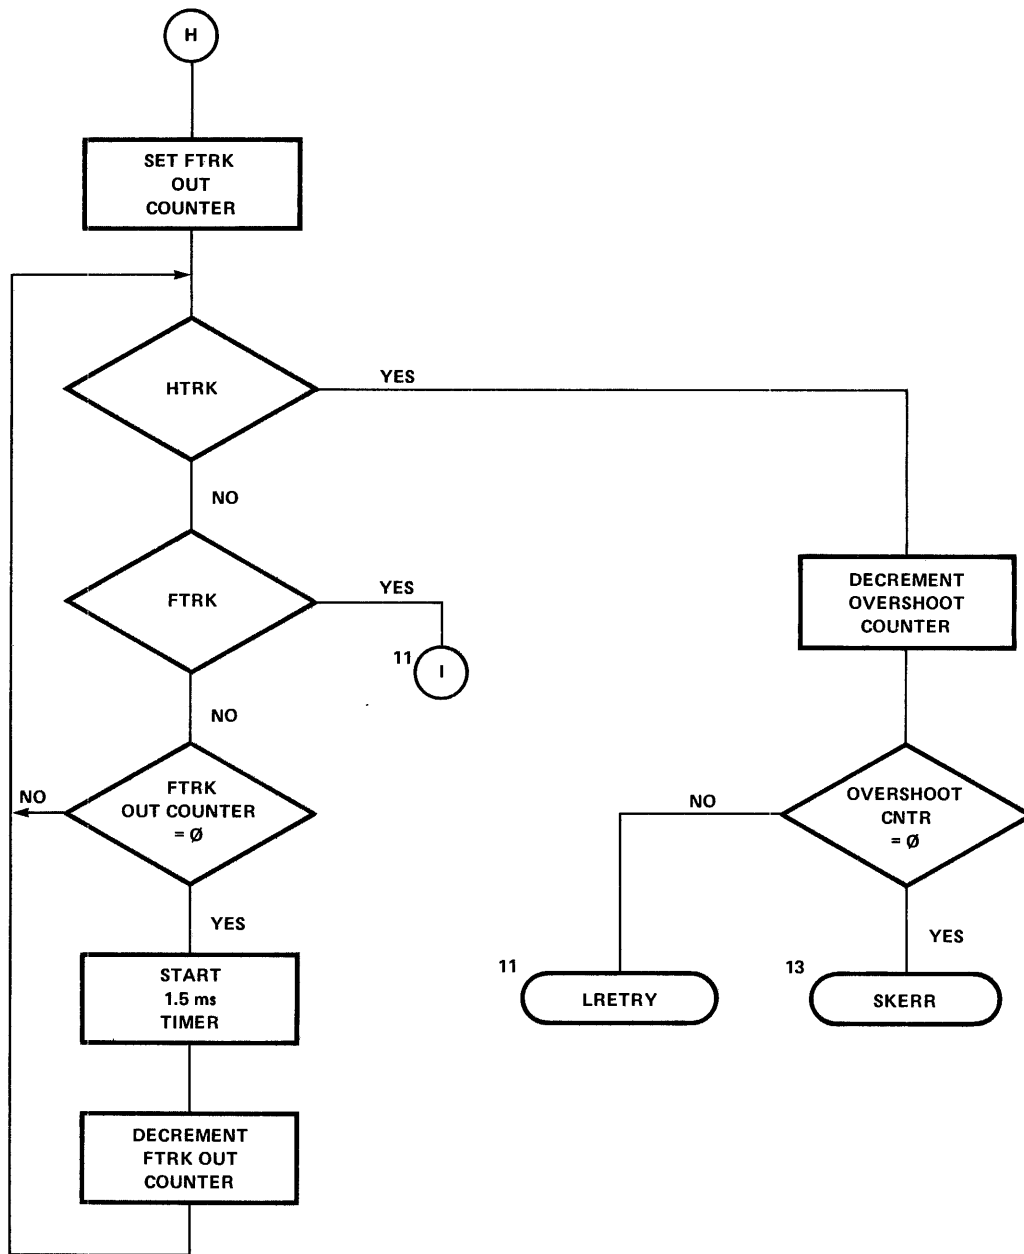 H
SET FTRK
OUT
COUNTER
HTRK
YES
NO
FTRK
YES
11
I
NO
FTRK
OUT COUNTER
= Ø
NO
YES
START
1.5 ms
TIMER
DECREMENT
FTRK OUT
COUNTER
DECREMENT
OVERSHOOT
COUNTER
OVERSHOOT
CNTR
= Ø
NO
YES
11
LRETRY
13
SKERR